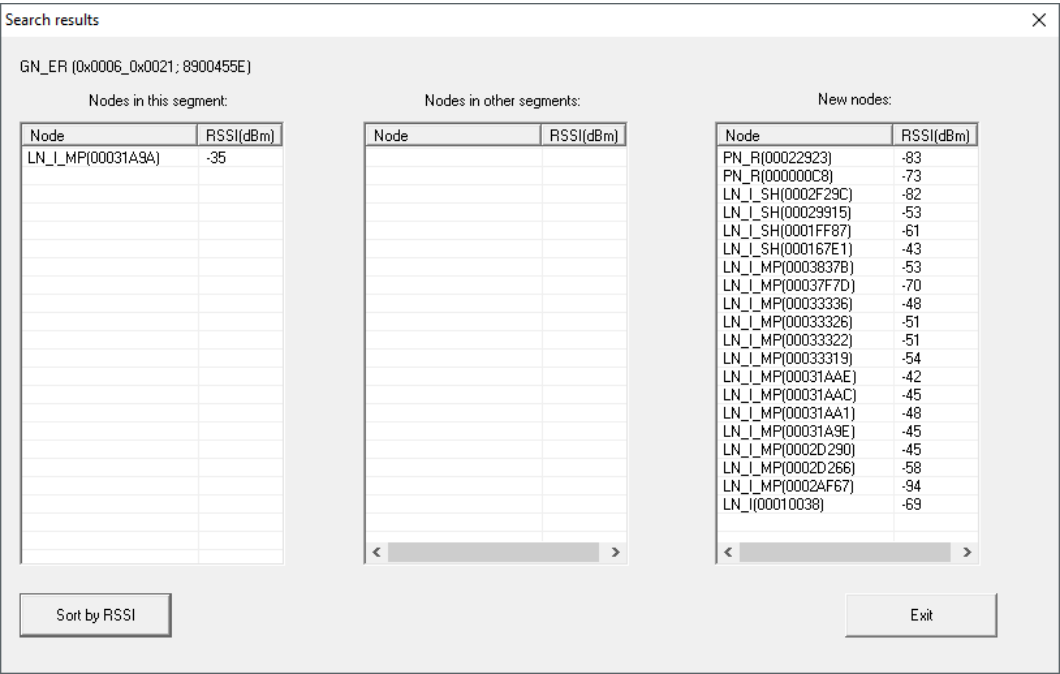 Search results
GN_ER (0x0006_0x0021; 8900455E)
Nodes in this segment:
Node RSSI(dBm)
LN_I_MP(00031A9A) -35
Nodes in other segments:
Node RSSI(dBm)
New nodes:
Node RSSI(dBm)
PN_R(00022923) -83
PN_R(000000C8) -73
LN_I_SH(0002F29C) -82
LN_I_SH(00029915) -53
LN_I_SH(0001FF87) -61
LN_I_SH(000167E1) -43
LN_I_MP(0003837B) -53
LN_I_MP(00037F7D) -70
LN_I_MP(00033336) -48
LN_I_MP(00033326) -51
LN_I_MP(00033322) -51
LN_I_MP(00033319) -54
LN_I_MP(00031AAE) -42
LN_I_MP(00031AAC) -45
LN_I_MP(00031AA1) -48
LN_I_MP(00031A9E) -45
LN_I_MP(0002D290) -45
LN_I_MP(0002D266) -58
LN_I_MP(0002AF67) -94
LN_I(00010038) -69
Sort by RSSI
Exit